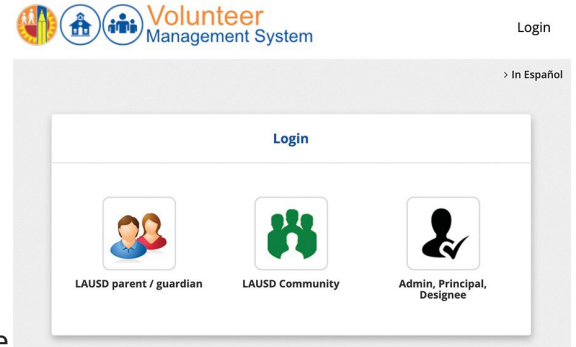 Volunteer
Management System
Login
> In Español
Login
LAUSD parent / guardian
LAUSD Community
Admin, Principal,
Designee
e